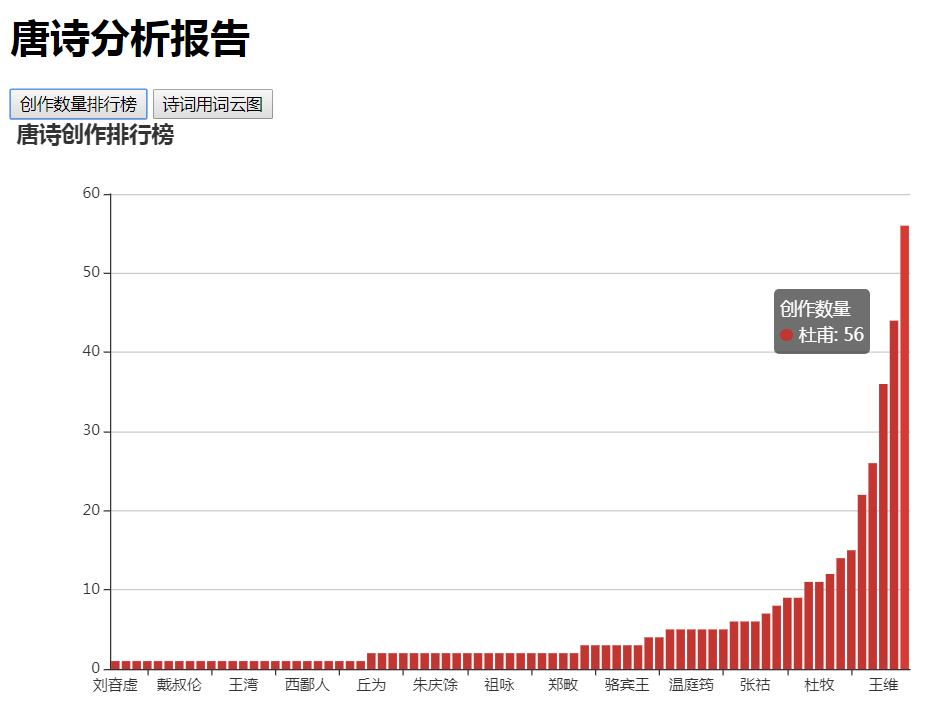 唐诗分析报告
创作数量排行榜 诗词用词云图
唐诗创作排行榜
60
50
创作数量
杜甫: 56
40
30
20
10
0
刘昚虚 戴叔伦 王湾 西鄙人 丘为 朱庆馀 祖咏 郑畋 骆宾王 温庭筠 张祜 杜牧 王维